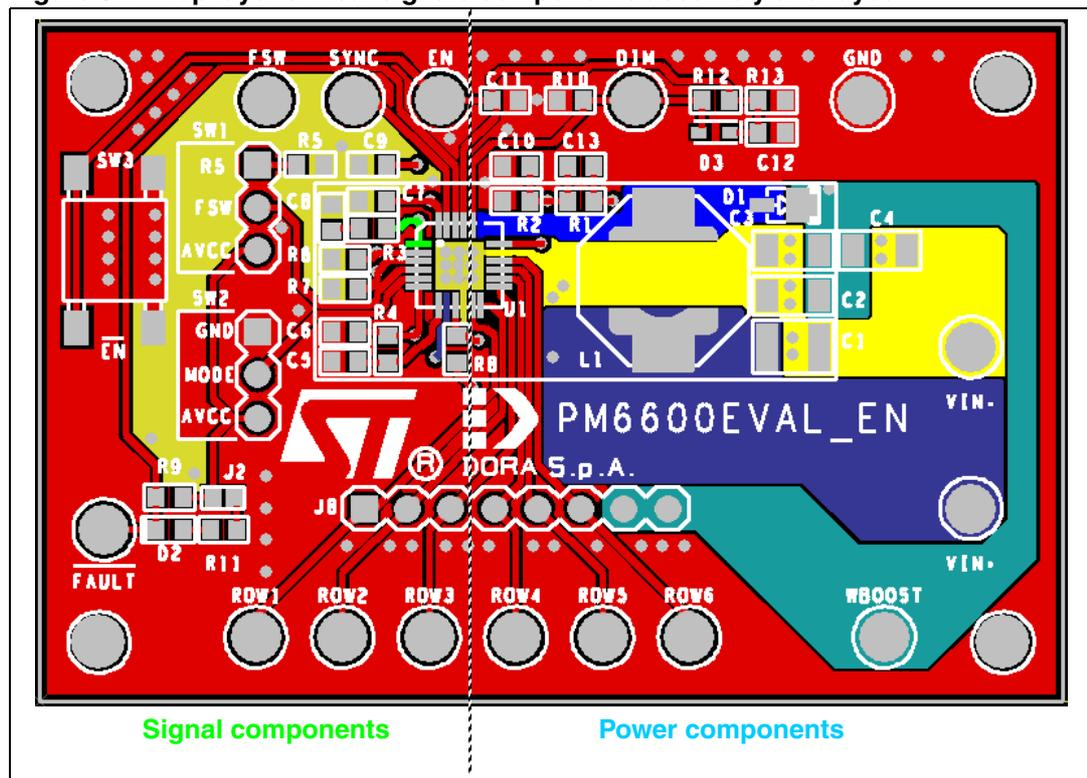 FSW SYNC EN DIM GND
C11 R10 R12 R13
SW1 R5 C9 C10 C13 D3 C12
SW3 R5
FSW C8 C7 R2 R1 D1
C3 C4
AVCC R6 R3
SW2 R7 U1 C2
GND C6 R4 C1
EN C5 R8 L1
MODE VIN-
AVCC PM6600EVAL_EN
ST ® DORA S.p.A.
R9 J2
J8
D2 R11
FAULT VIN+
ROW1 ROW2 ROW3 ROW4 ROW5 ROW6 WBOOST
Signal components Power components